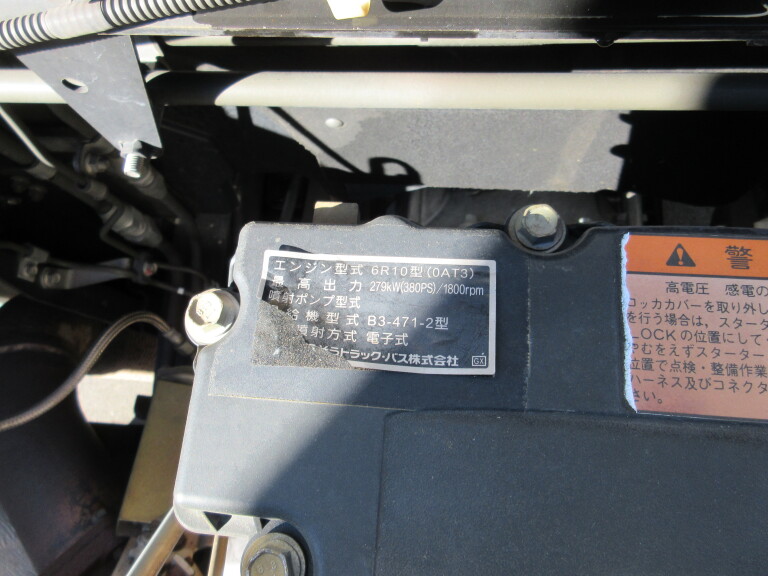 エンジン型式 6R10型(0AT3)
最高出力 279kW(380PS)/1800rpm
噴射ポンプ型式
給機型式 B3-471-2型
噴射方式 電子式
トラック・バス株式会社 GX
警
高電圧 感電の
ロッカカバーを取り外し
を行う場合は、スタータ
LOCKの位置にして
やむをえずスターター
位置で点検・整備作業
ハーネス及びコネクタ
さい。